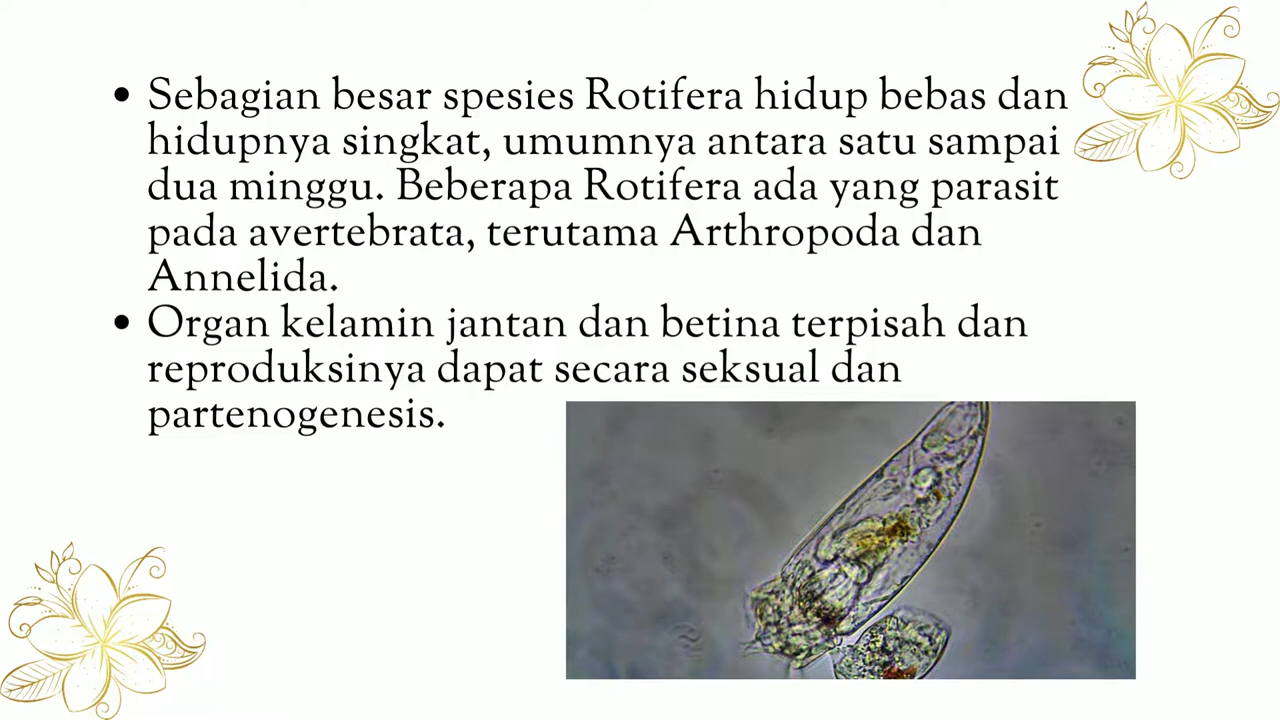 • Sebagian besar spesies Rotifera hidup bebas dan
hidupnya singkat, umumnya antara satu sampai
dua minggu. Beberapa Rotifera ada yang parasit
pada avertebrata, terutama Arthropoda dan
Annelida.
• Organ kelamin jantan dan betina terpisah dan
reproduksinya dapat secara seksual dan
partenogenesis.